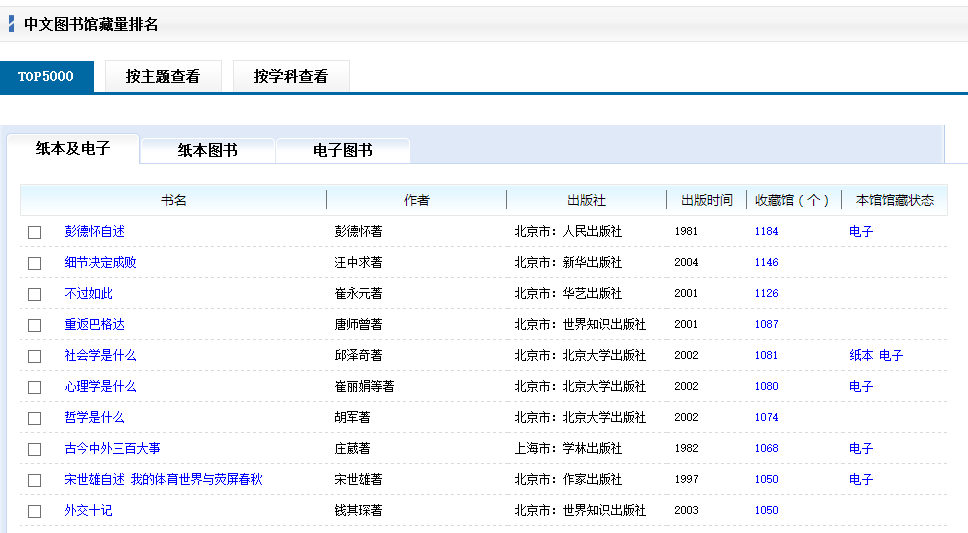 中文图书馆藏量排名
TOP5000 按主题查看 按学科查看
纸本及电子 纸本图书 电子图书
书名 作者 出版社 出版时间 收藏馆（个） 本馆馆藏状态
彭德怀自述 彭德怀著 北京市：人民出版社 1981 1184 电子
细节决定成败 汪中求著 北京市：新华出版社 2004 1146
不过如此 崔永元著 北京市：华艺出版社 2001 1126
重返巴格达 唐师曾著 北京市：世界知识出版社 2001 1087
社会学是什么 邱泽奇著 北京市：北京大学出版社 2002 1081 纸本 电子
心理学是什么 崔丽娟等著 北京市：北京大学出版社 2002 1080 电子
哲学是什么 胡军著 北京市：北京大学出版社 2002 1074
古今中外三百大事 庄葳著 上海市：学林出版社 1982 1068 电子
宋世雄自述 我的体育世界与荧屏春秋 宋世雄著 北京市：作家出版社 1997 1050 电子
外交十记 钱其琛著 北京市：世界知识出版社 2003 1050